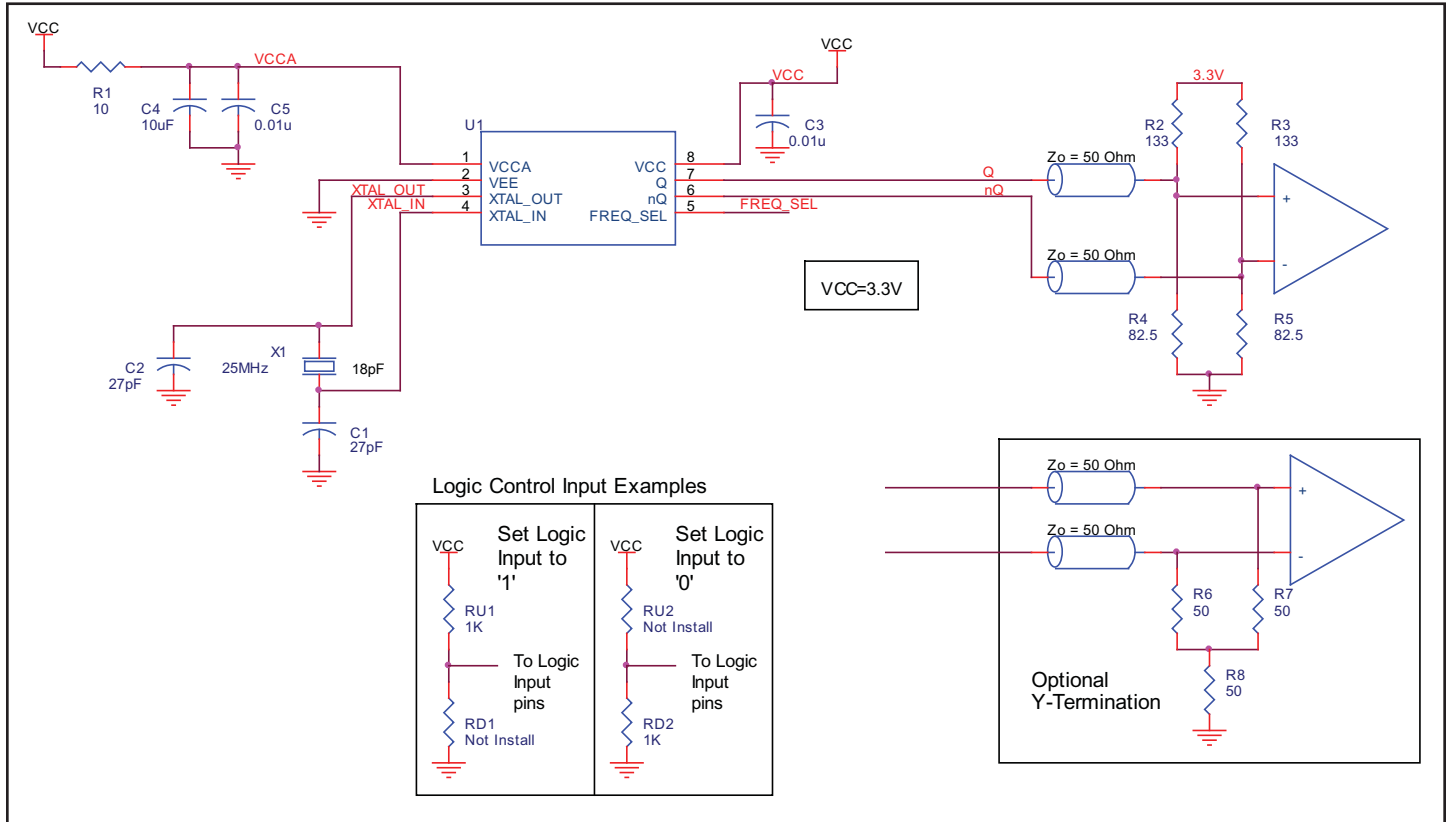 VCC
R1
10
VCCA
C4
10uF
C5
0.01u
VCC
VCC
C3
0.01u
U1
1
2
3
4
VCCA
VEE
XTAL_OUT
XTAL_IN
VCC
Q
nQ
FREQ_SEL
8
7
6
5
XTAL_OUT
XTAL_IN
Q
nQ
FREQ_SEL
3.3V
R2
133
R3
133
Zo = 50 Ohm
+
-
Zo = 50 Ohm
R4
82.5
R5
82.5
VCC=3.3V
C2
27pF
X1
25MHz
18pF
C1
27pF
Logic Control Input Examples
VCC
Set Logic
Input to
'1'
RU1
1K
To Logic
Input
pins
RD1
Not Install
VCC
Set Logic
Input to
'0'
RU2
Not Install
To Logic
Input
pins
RD2
1K
Zo = 50 Ohm
+
Zo = 50 Ohm
-
R6
50
R7
50
R8
50
Optional
Y-Termination